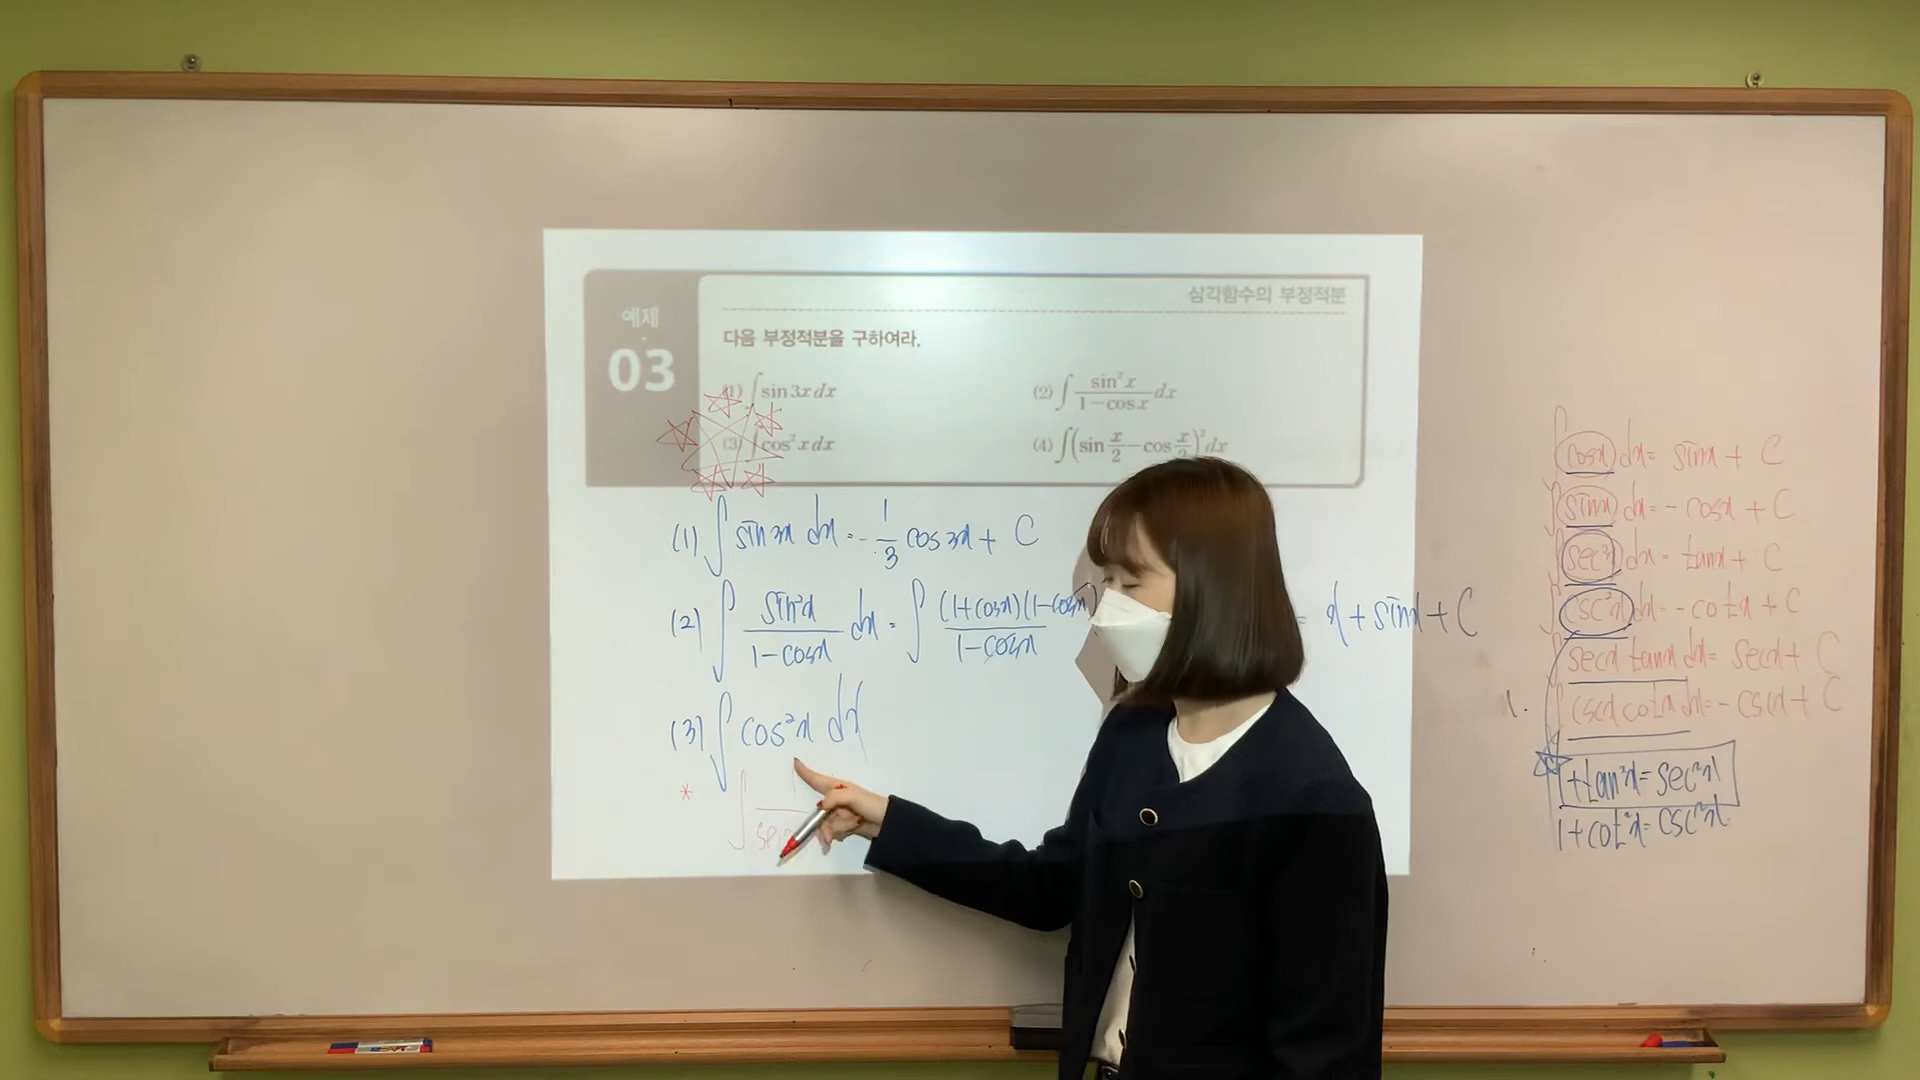 삼각함수의 부정적분
예제
03
다음 부정적분을 구하여라.
(1) ∫ sin 3x dx
(2) ∫ sin²x / (1 − cos x) dx
(3) ∫ cos²x dx
(4) ∫ (sin x/2 − cos x/2)² dx
(1) ∫ sin3x dx = -1/3 cos3x + C
(2) ∫ sin²x / (1-cosx) dx = ∫ (1+cosx)(1-cosx) / (1-cosx) = x + sinx + C
(3) ∫ cos²x dx
* ∫ 1
∫ cosx dx = sinx + C
∫ sinx dx = -cosx + C
∫ sec²x dx = tanx + C
∫ csc²x dx = -cotx + C
∫ secx tanx dx = secx + C
∫ cscx cotx dx = -cscx + C
1+tan²x = sec²x
1+cot²x = csc²x